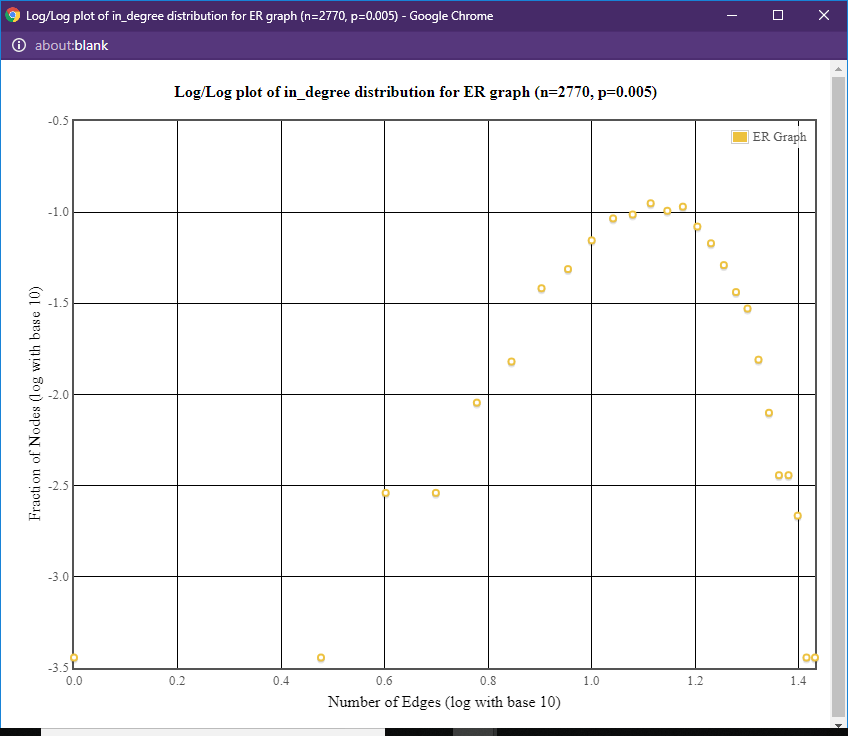 Log/Log plot of in_degree distribution for ER graph (n=2770, p=0.005) - Google Chrome
about:blank
Log/Log plot of in_degree distribution for ER graph (n=2770, p=0.005)
ER Graph
Fraction of Nodes (log with base 10)
-0.5
-1.0
-1.5
-2.0
-2.5
-3.0
-3.5
0.0 0.2 0.4 0.6 0.8 1.0 1.2 1.4
Number of Edges (log with base 10)